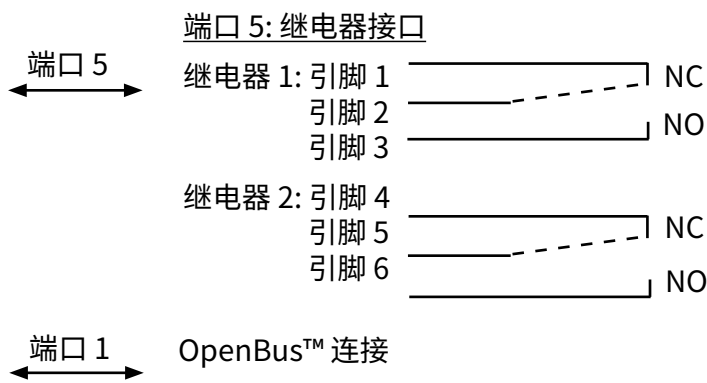 端口 5: 继电器接口
端口 5
继电器 1: 引脚 1
NC
引脚 2
NO
引脚 3
继电器 2: 引脚 4
NC
引脚 5
引脚 6
NO
端口 1
OpenBus™ 连接